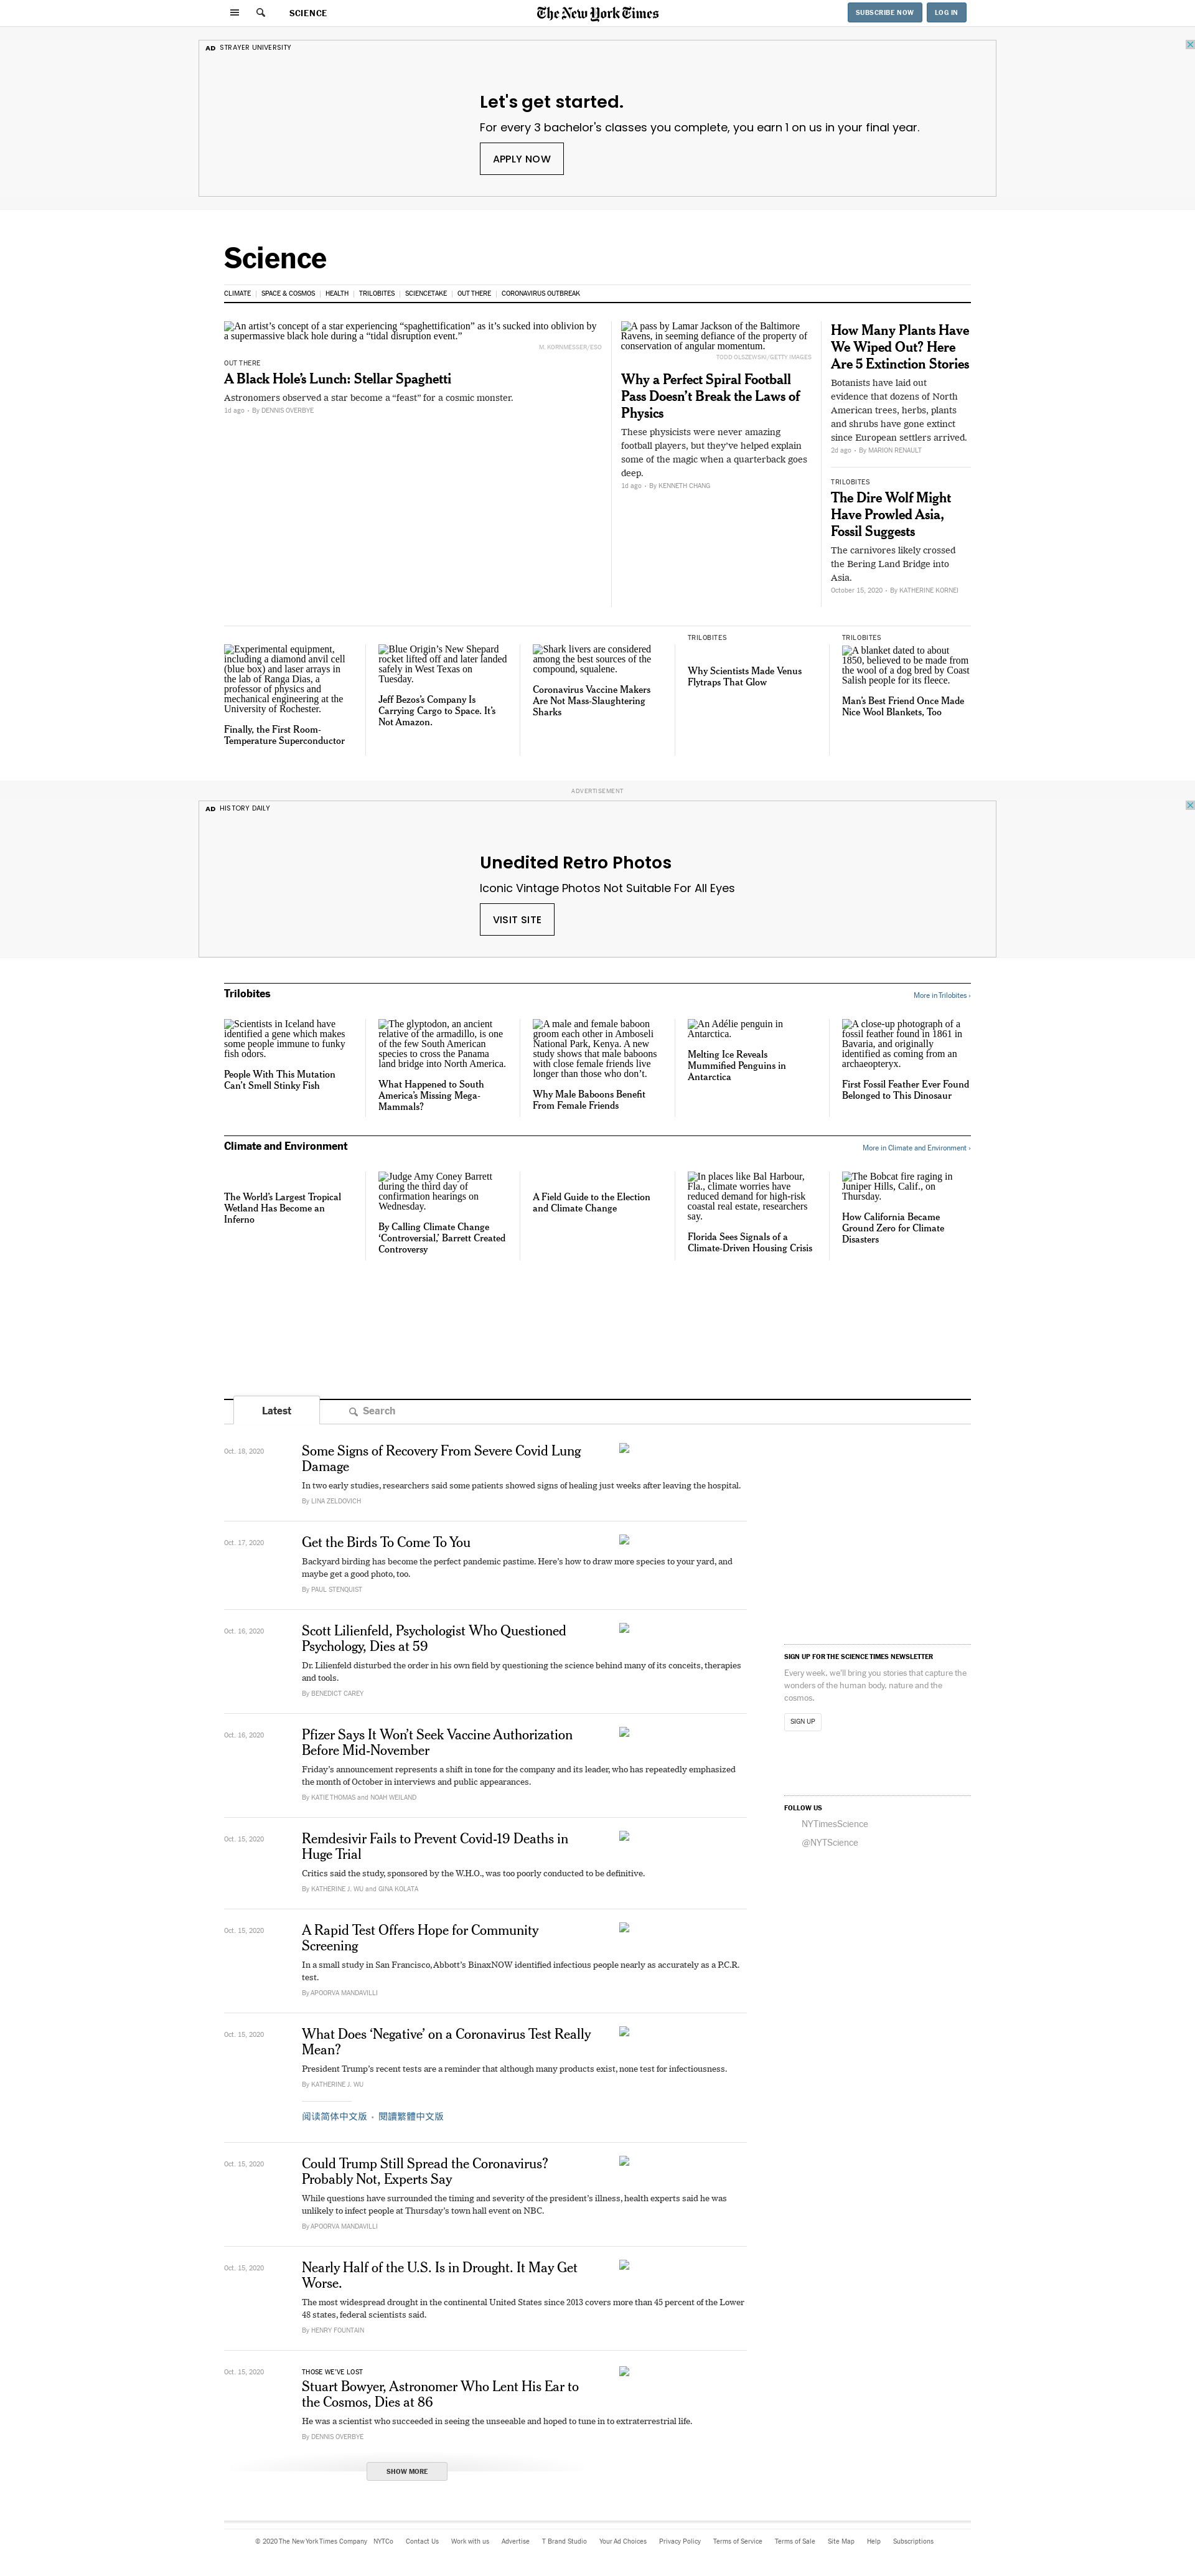 SCIENCE
The New York Times
SUBSCRIBE NOW
LOG IN
AD STRAYER UNIVERSITY
Let's get started.
For every 3 bachelor's classes you complete, you earn 1 on us in your final year.
APPLY NOW
Science
CLIMATE | SPACE & COSMOS | HEALTH | TRILOBITES | SCIENCETAKE | OUT THERE | CORONAVIRUS OUTBREAK
An artist's concept of a star experiencing “spaghettification” as it’s sucked into oblivion by
a supermassive black hole during a “tidal disruption event.”
M. KORNMESSER/ESO
OUT THERE
A Black Hole’s Lunch: Stellar Spaghetti
Astronomers observed a star become a “feast” for a cosmic monster.
1d ago • By DENNIS OVERBYE
A pass by Lamar Jackson of the Baltimore
Ravens, in seeming defiance of the property of
conservation of angular momentum.
TODD OLSZEWSKI/GETTY IMAGES
Why a Perfect Spiral Football
Pass Doesn’t Break the Laws of
Physics
These physicists were never amazing
football players, but they’ve helped explain
some of the magic when a quarterback goes
deep.
1d ago • By KENNETH CHANG
How Many Plants Have
We Wiped Out? Here
Are 5 Extinction Stories
Botanists have laid out
evidence that dozens of North
American trees, herbs, plants
and shrubs have gone extinct
since European settlers arrived.
2d ago • By MARION RENAULT
TRILOBITES
The Dire Wolf Might
Have Prowled Asia,
Fossil Suggests
The carnivores likely crossed
the Bering Land Bridge into
Asia.
October 15, 2020 • By KATHERINE KORNEI
Experimental equipment,
including a diamond anvil cell
(blue box) and laser arrays in
the lab of Ranga Dias, a
professor of physics and
mechanical engineering at the
University of Rochester.
Finally, the First Room-
Temperature Superconductor
Blue Origin’s New Shepard
rocket lifted off and later landed
safely in West Texas on
Tuesday.
Jeff Bezos’s Company Is
Carrying Cargo to Space. It’s
Not Amazon.
Shark livers are considered
among the best sources of the
compound, squalene.
Coronavirus Vaccine Makers
Are Not Mass-Slaughtering
Sharks
TRILOBITES
Why Scientists Made Venus
Flytraps That Glow
TRILOBITES
A blanket dated to about
1850, believed to be made from
the wool of a dog bred by Coast
Salish people for its fleece.
Man’s Best Friend Once Made
Nice Wool Blankets, Too
ADVERTISEMENT
AD HISTORY DAILY
Unedited Retro Photos
Iconic Vintage Photos Not Suitable For All Eyes
VISIT SITE
Trilobites
More in Trilobites ›
Scientists in Iceland have
identified a gene which makes
some people immune to funky
fish odors.
People With This Mutation
Can’t Smell Stinky Fish
The glyptodon, an ancient
relative of the armadillo, is one
of the few South American
species to cross the Panama
land bridge into North America.
What Happened to South
America’s Missing Mega-
Mammals?
A male and female baboon
groom each other in Amboseli
National Park, Kenya. A new
study shows that male baboons
with close female friends live
longer than those who don’t.
Why Male Baboons Benefit
From Female Friends
An Adélie penguin in
Antarctica.
Melting Ice Reveals
Mummified Penguins in
Antarctica
A close-up photograph of a
fossil feather found in 1861 in
Bavaria, and originally
identified as coming from an
archaeopteryx.
First Fossil Feather Ever Found
Belonged to This Dinosaur
Climate and Environment
More in Climate and Environment ›
The World’s Largest Tropical
Wetland Has Become an
Inferno
Judge Amy Coney Barrett
during the third day of
confirmation hearings on
Wednesday.
By Calling Climate Change
‘Controversial,’ Barrett Created
Controversy
A Field Guide to the Election
and Climate Change
In places like Bal Harbour,
Fla., climate worries have
reduced demand for high-risk
coastal real estate, researchers
say.
Florida Sees Signals of a
Climate-Driven Housing Crisis
The Bobcat fire raging in
Juniper Hills, Calif., on
Thursday.
How California Became
Ground Zero for Climate
Disasters
Latest
Search
Oct. 18, 2020
Some Signs of Recovery From Severe Covid Lung
Damage
In two early studies, researchers said some patients showed signs of healing just weeks after leaving the hospital.
By LINA ZELDOVICH
Oct. 17, 2020
Get the Birds To Come To You
Backyard birding has become the perfect pandemic pastime. Here’s how to draw more species to your yard, and
maybe get a good photo, too.
By PAUL STENQUIST
Oct. 16, 2020
Scott Lilienfeld, Psychologist Who Questioned
Psychology, Dies at 59
Dr. Lilienfeld disturbed the order in his own field by questioning the science behind many of its conceits, therapies
and tools.
By BENEDICT CAREY
Oct. 16, 2020
Pfizer Says It Won’t Seek Vaccine Authorization
Before Mid-November
Friday’s announcement represents a shift in tone for the company and its leader, who has repeatedly emphasized
the month of October in interviews and public appearances.
By KATIE THOMAS and NOAH WEILAND
Oct. 15, 2020
Remdesivir Fails to Prevent Covid-19 Deaths in
Huge Trial
Critics said the study, sponsored by the W.H.O., was too poorly conducted to be definitive.
By KATHERINE J. WU and GINA KOLATA
Oct. 15, 2020
A Rapid Test Offers Hope for Community
Screening
In a small study in San Francisco, Abbott’s BinaxNOW identified infectious people nearly as accurately as a P.C.R.
test.
By APOORVA MANDAVILLI
Oct. 15, 2020
What Does ‘Negative’ on a Coronavirus Test Really
Mean?
President Trump’s recent tests are a reminder that although many products exist, none test for infectiousness.
By KATHERINE J. WU
阅读简体中文版 • 閱讀繁體中文版
Oct. 15, 2020
Could Trump Still Spread the Coronavirus?
Probably Not, Experts Say
While questions have surrounded the timing and severity of the president’s illness, health experts said he was
unlikely to infect people at Thursday’s town hall event on NBC.
By APOORVA MANDAVILLI
Oct. 15, 2020
Nearly Half of the U.S. Is in Drought. It May Get
Worse.
The most widespread drought in the continental United States since 2013 covers more than 45 percent of the Lower
48 states, federal scientists said.
By HENRY FOUNTAIN
Oct. 15, 2020
THOSE WE’VE LOST
Stuart Bowyer, Astronomer Who Lent His Ear to
the Cosmos, Dies at 86
He was a scientist who succeeded in seeing the unseeable and hoped to tune in to extraterrestrial life.
By DENNIS OVERBYE
SHOW MORE
SIGN UP FOR THE SCIENCE TIMES NEWSLETTER
Every week, we’ll bring you stories that capture the
wonders of the human body, nature and the
cosmos.
SIGN UP
FOLLOW US
NYTimesScience
@NYTScience
© 2020 The New York Times Company NYTCo Contact Us Work with us Advertise T Brand Studio Your Ad Choices Privacy Policy Terms of Service Terms of Sale Site Map Help Subscriptions